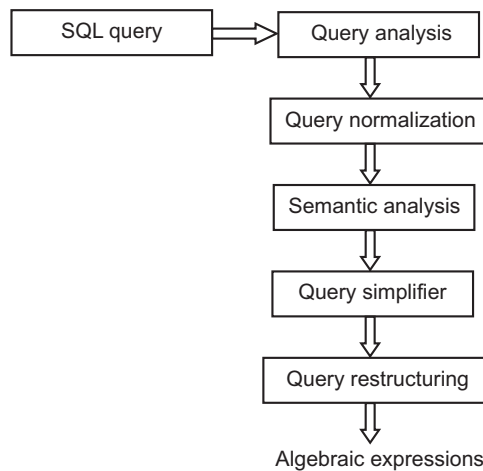 SQL query
Query analysis
Query normalization
Semantic analysis
Query simplifier
Query restructuring
Algebraic expressions